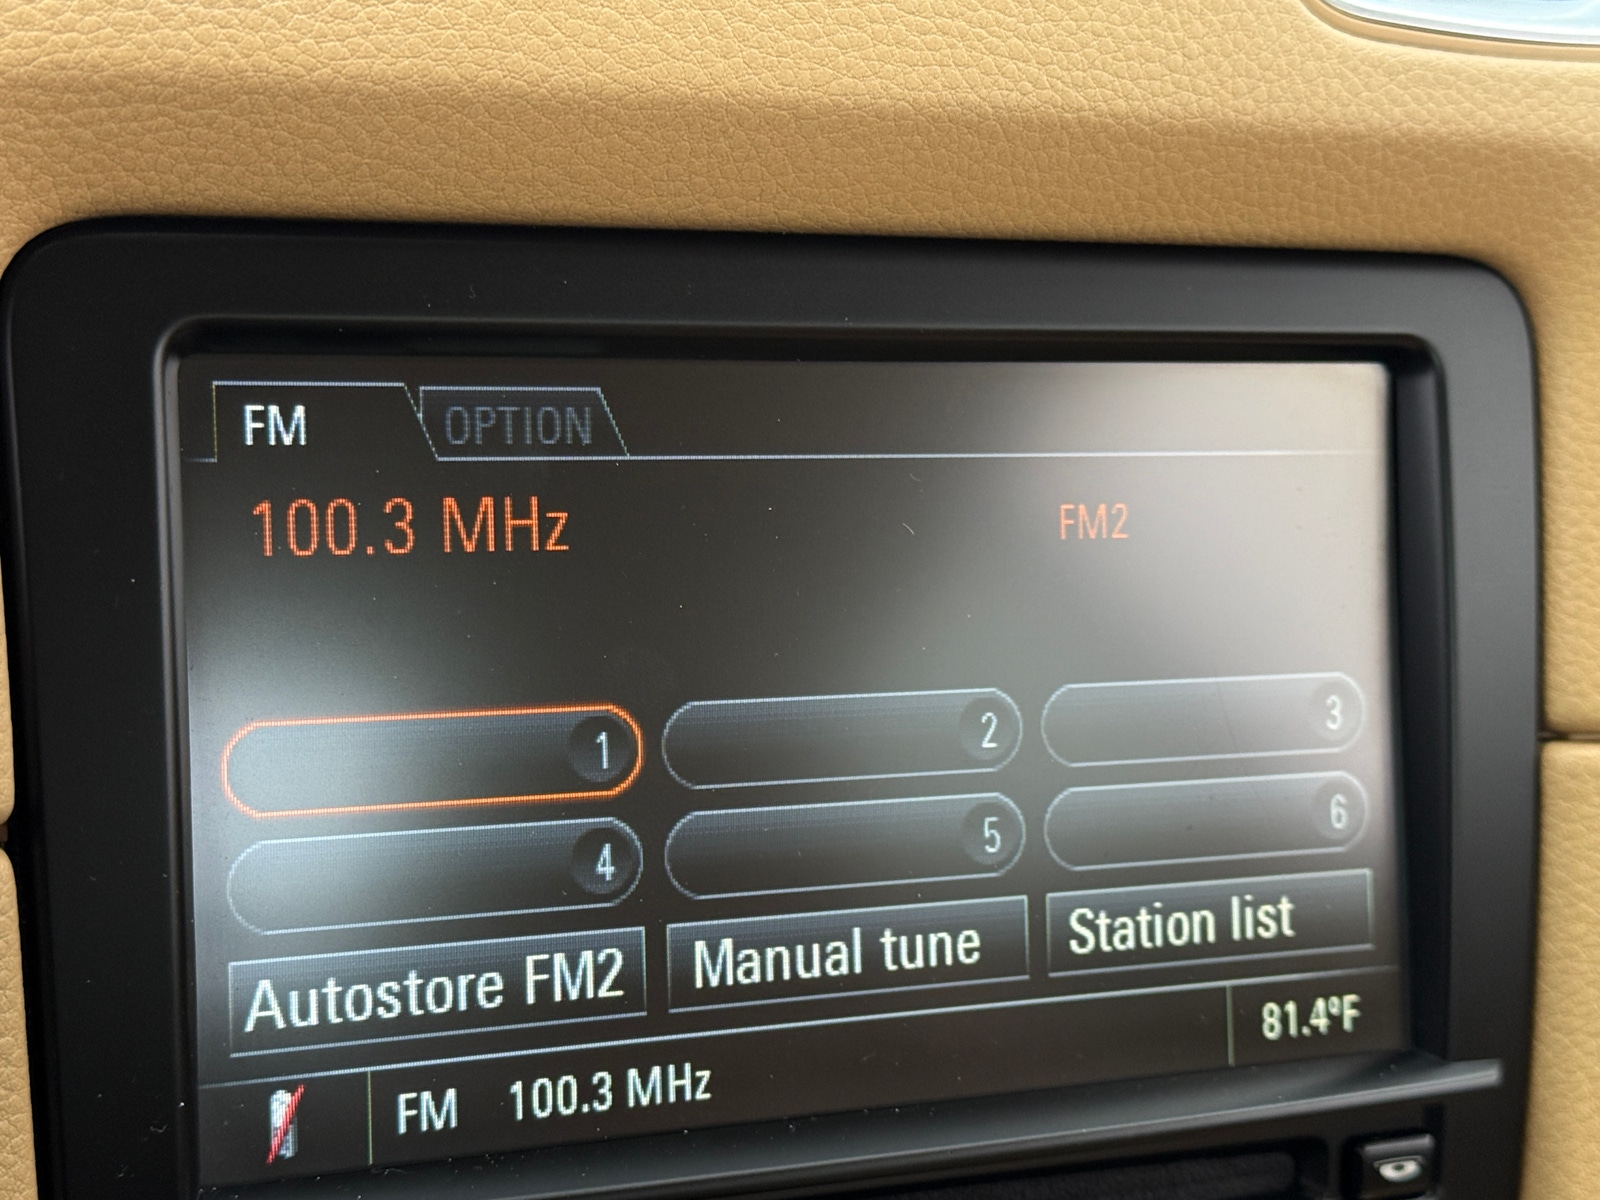 FM OPTION
100.3 MHz FM2
1 2 3
4 5 6
Autostore FM2 Manual tune Station list
FM 100.3 MHz 81.4ºF